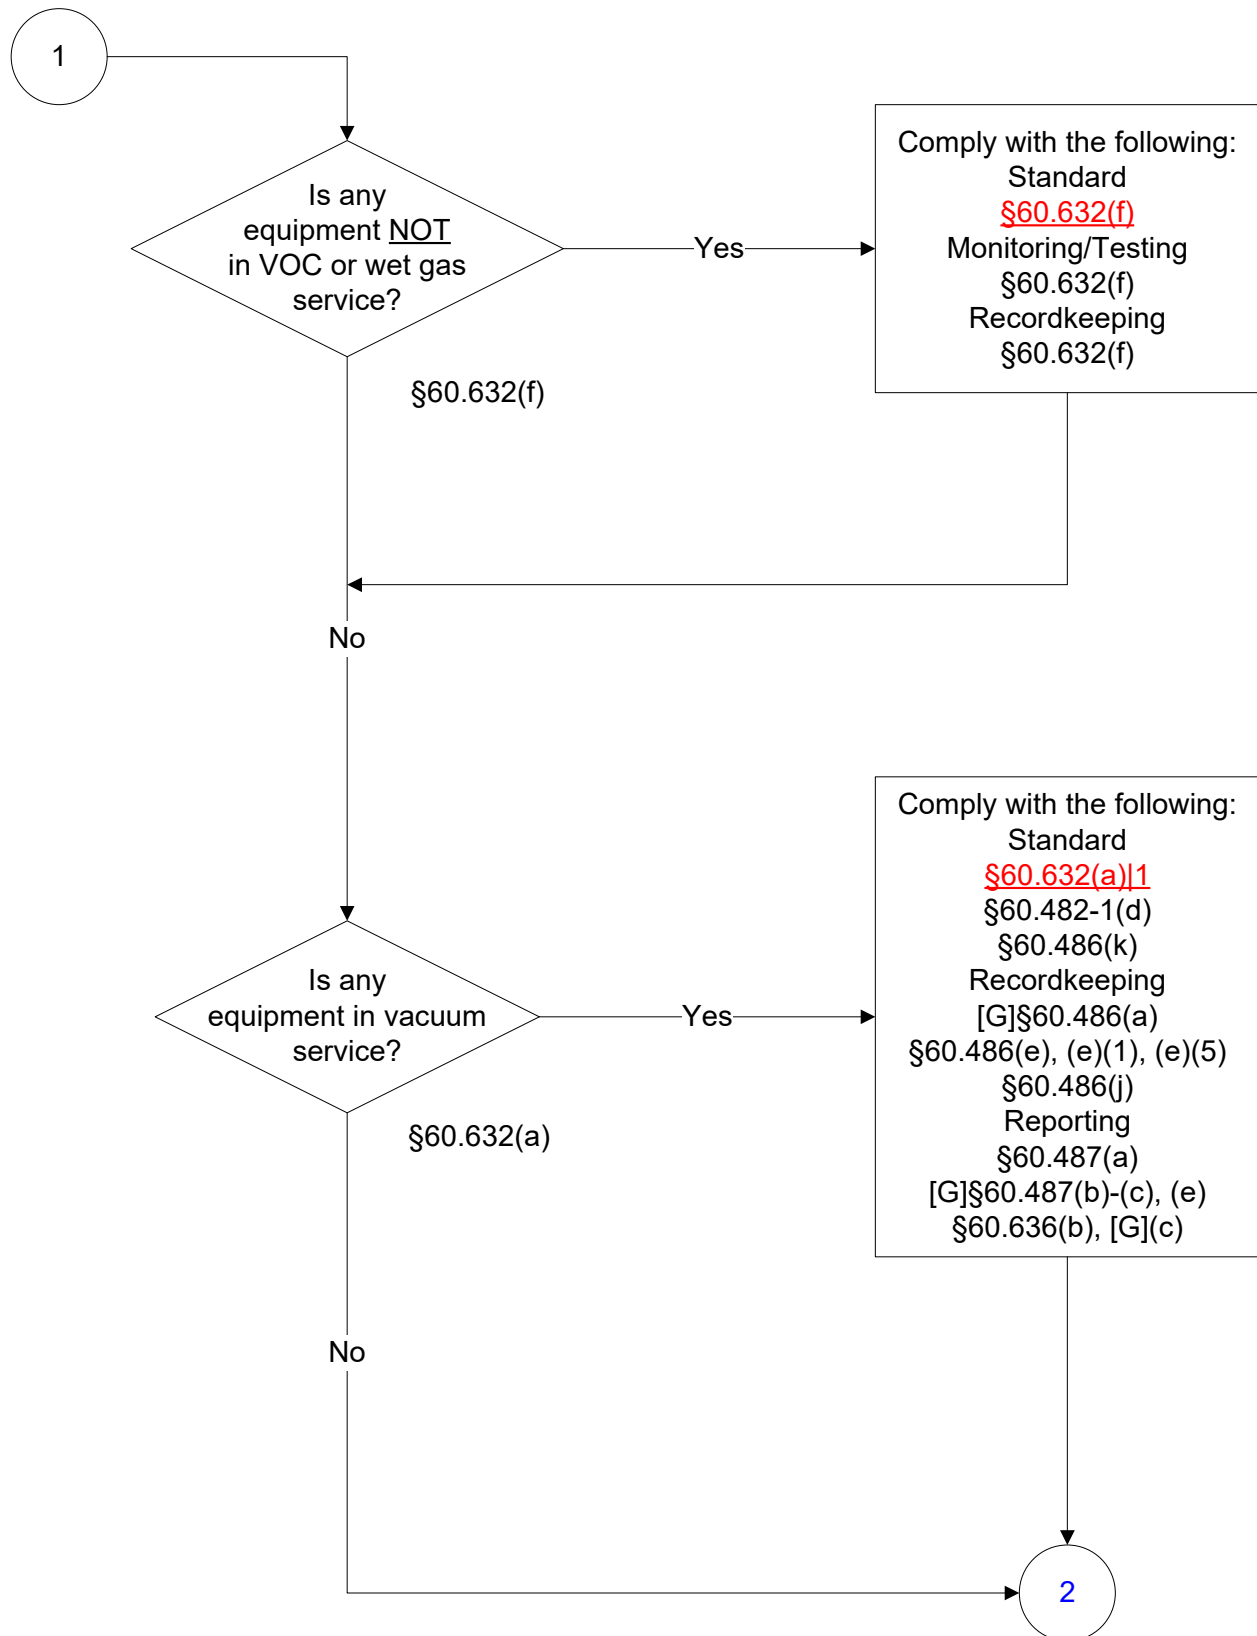 1
Is any
equipment NOT
in VOC or wet gas
service?
Yes
Comply with the following:
Standard
§60.632(f)
Monitoring/Testing
§60.632(f)
Recordkeeping
§60.632(f)
§60.632(f)
No
Is any
equipment in vacuum
service?
Yes
Comply with the following:
Standard
§60.632(a)|1
§60.482-1(d)
§60.486(k)
Recordkeeping
[G]§60.486(a)
§60.486(e), (e)(1), (e)(5)
§60.486(j)
Reporting
§60.487(a)
[G]§60.487(b)-(c), (e)
§60.636(b), [G](c)
§60.632(a)
No
2